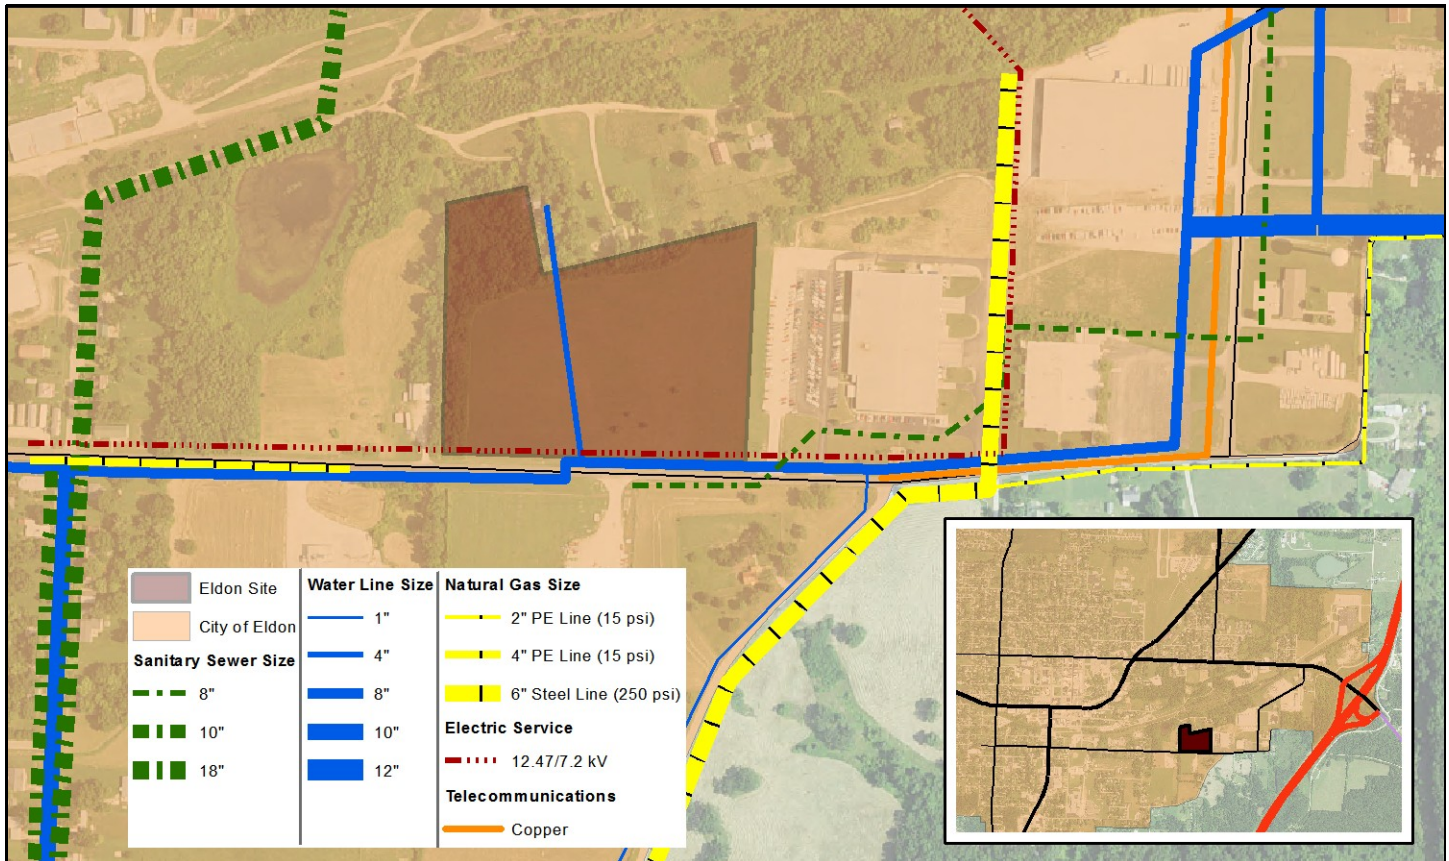 Eldon Site
City of Eldon
Sanitary Sewer Size
8"
10"
18"
Water Line Size
1"
4"
8"
10"
12"
Natural Gas Size
2" PE Line (15 psi)
4" PE Line (15 psi)
6" Steel Line (250 psi)
Electric Service
12.47/7.2 kV
Telecommunications
Copper